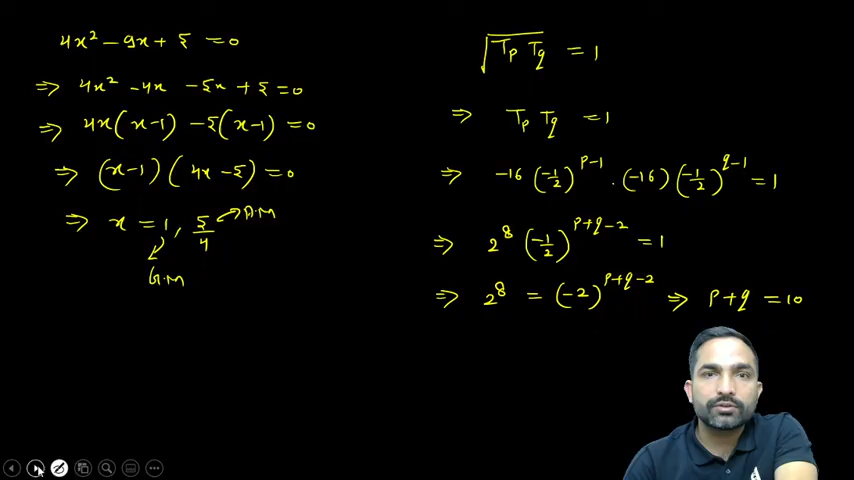 4x² - 9x + 5 = 0
⇒ 4x² - 4x - 5x + 5 = 0
⇒ 4x(x-1) - 5(x-1) = 0
⇒ (x-1)(4x-5) = 0
⇒ x = 1, 5/4 → A.M
G.M
√(Tp Tq) = 1
⇒ Tp Tq = 1
⇒ -16(-1/2)^(p-1) . (-16)(-1/2)^(q-1) = 1
⇒ 2⁸(-1/2)^(p+q-2) = 1
⇒ 2⁸ = (-2)^(p+q-2) ⇒ p+q = 10